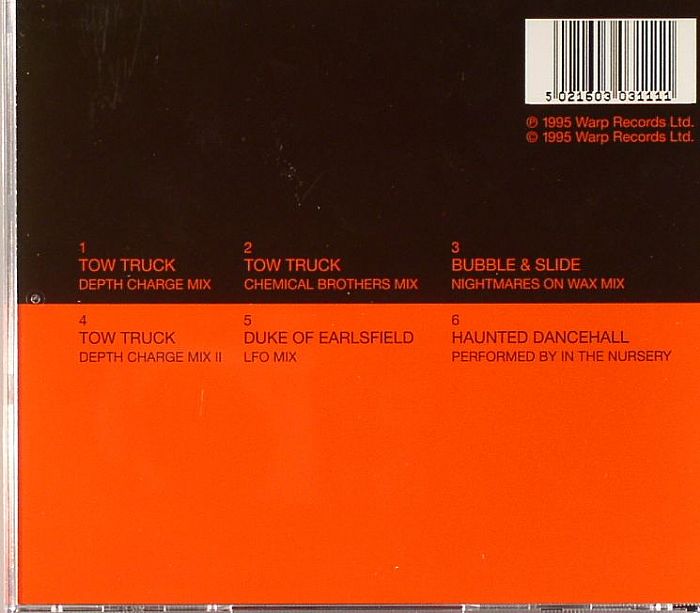 5 021603 031111
℗ 1995 Warp Records Ltd.
© 1995 Warp Records Ltd.
1
TOW TRUCK
DEPTH CHARGE MIX
2
TOW TRUCK
CHEMICAL BROTHERS MIX
3
BUBBLE & SLIDE
NIGHTMARES ON WAX MIX
4
TOW TRUCK
DEPTH CHARGE MIX II
5
DUKE OF EARLSFIELD
LFO MIX
6
HAUNTED DANCEHALL
PERFORMED BY IN THE NURSERY